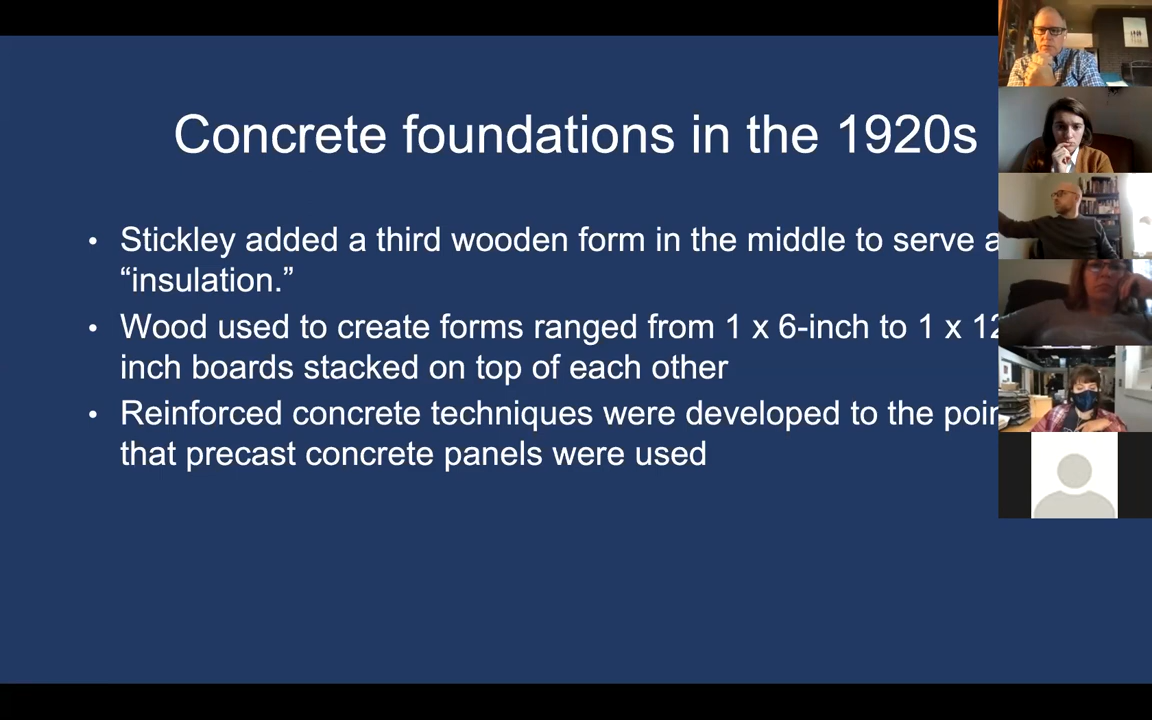 Concrete foundations in the 1920s
• Stickley added a third wooden form in the middle to serve
“insulation.”
• Wood used to create forms ranged from 1 x 6-inch to 1 x 12
inch boards stacked on top of each other
• Reinforced concrete techniques were developed to the
that precast concrete panels were used